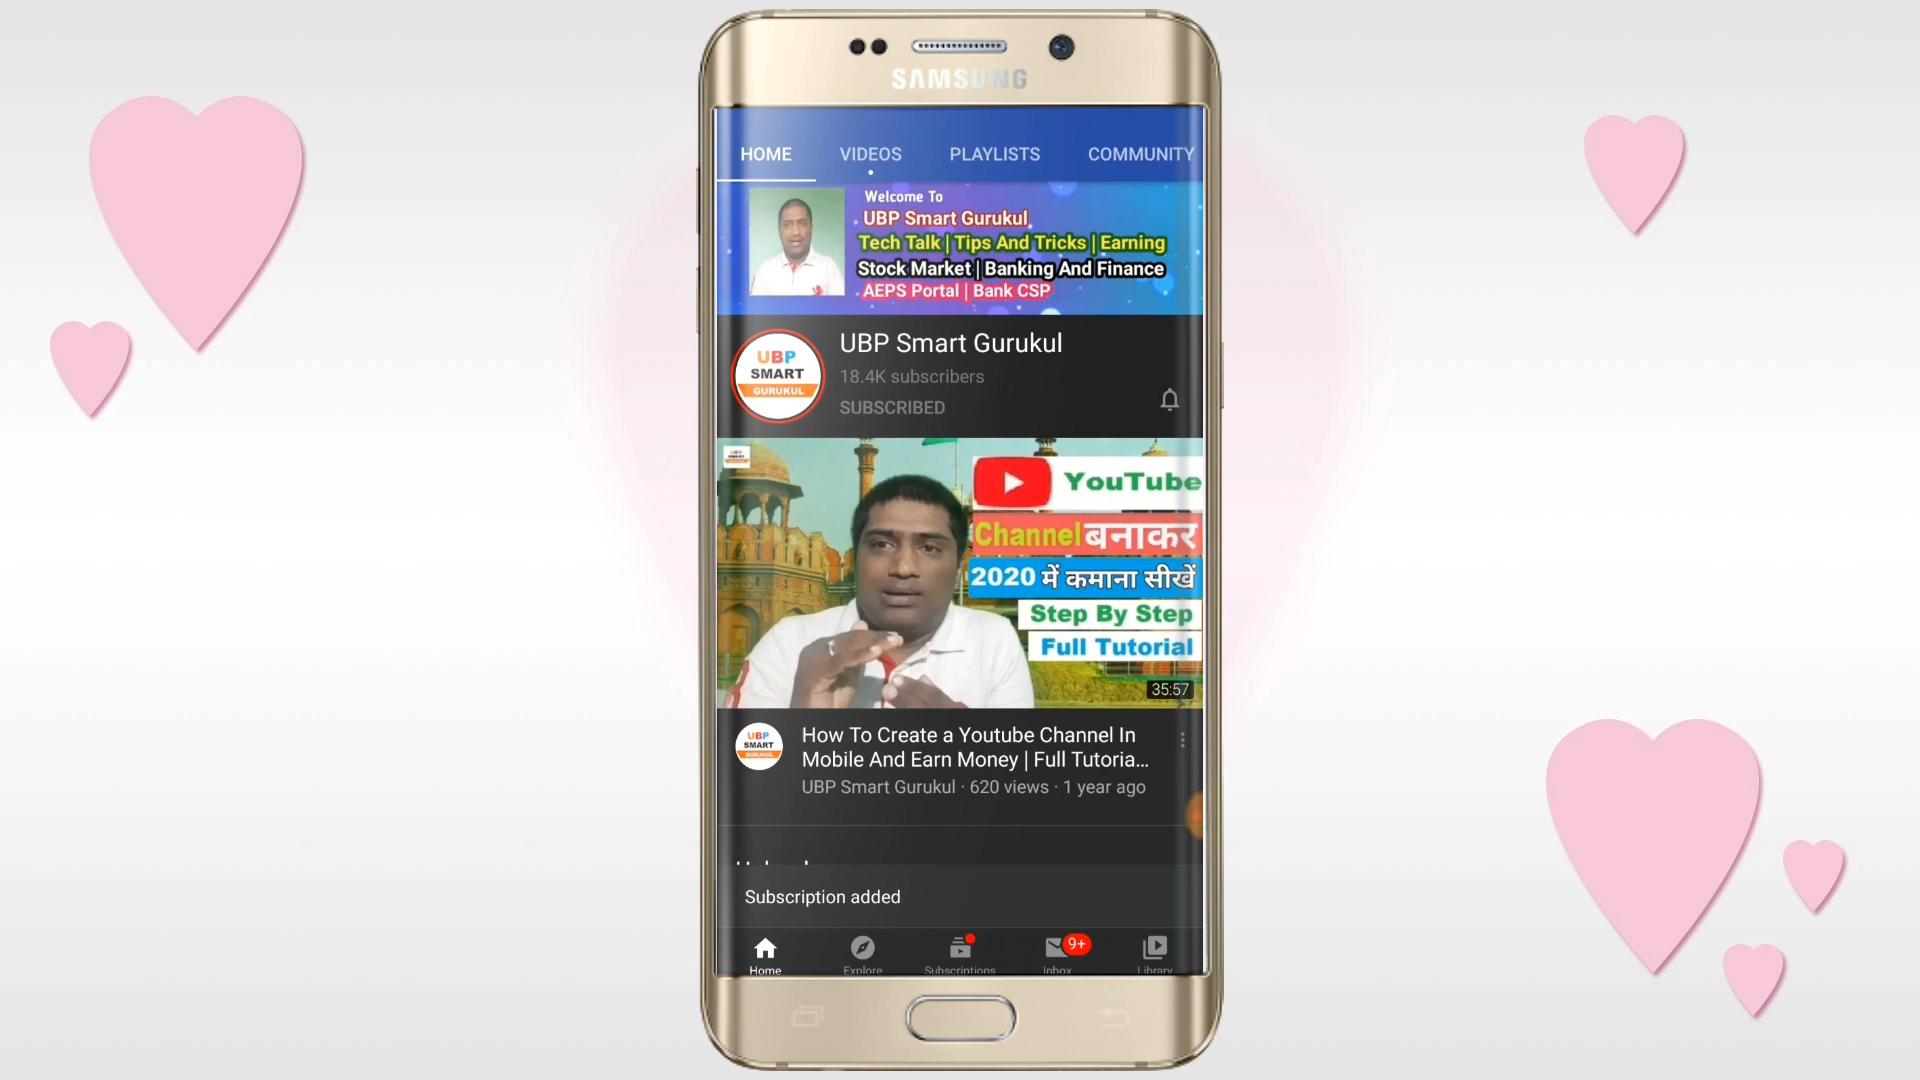 SAMSUNG
HOME VIDEOS PLAYLISTS COMMUNITY
Welcome To
UBP Smart Gurukul
Tech Talk | Tips And Tricks | Earning
Stock Market | Banking And Finance
AEPS Portal | Bank CSP
UBP
SMART
GURUKUL
UBP Smart Gurukul
18.4K subscribers
SUBSCRIBED
UBP
SMART
YouTube
Channel बनाकर
2020 में कमाना सीखें
Step By Step
Full Tutorial
35:57
UBP
SMART
GURUKUL
How To Create a Youtube Channel In
Mobile And Earn Money | Full Tutoria...
UBP Smart Gurukul · 620 views · 1 year ago
Subscription added
9+
Home Explore Subscriptions Inbox Library